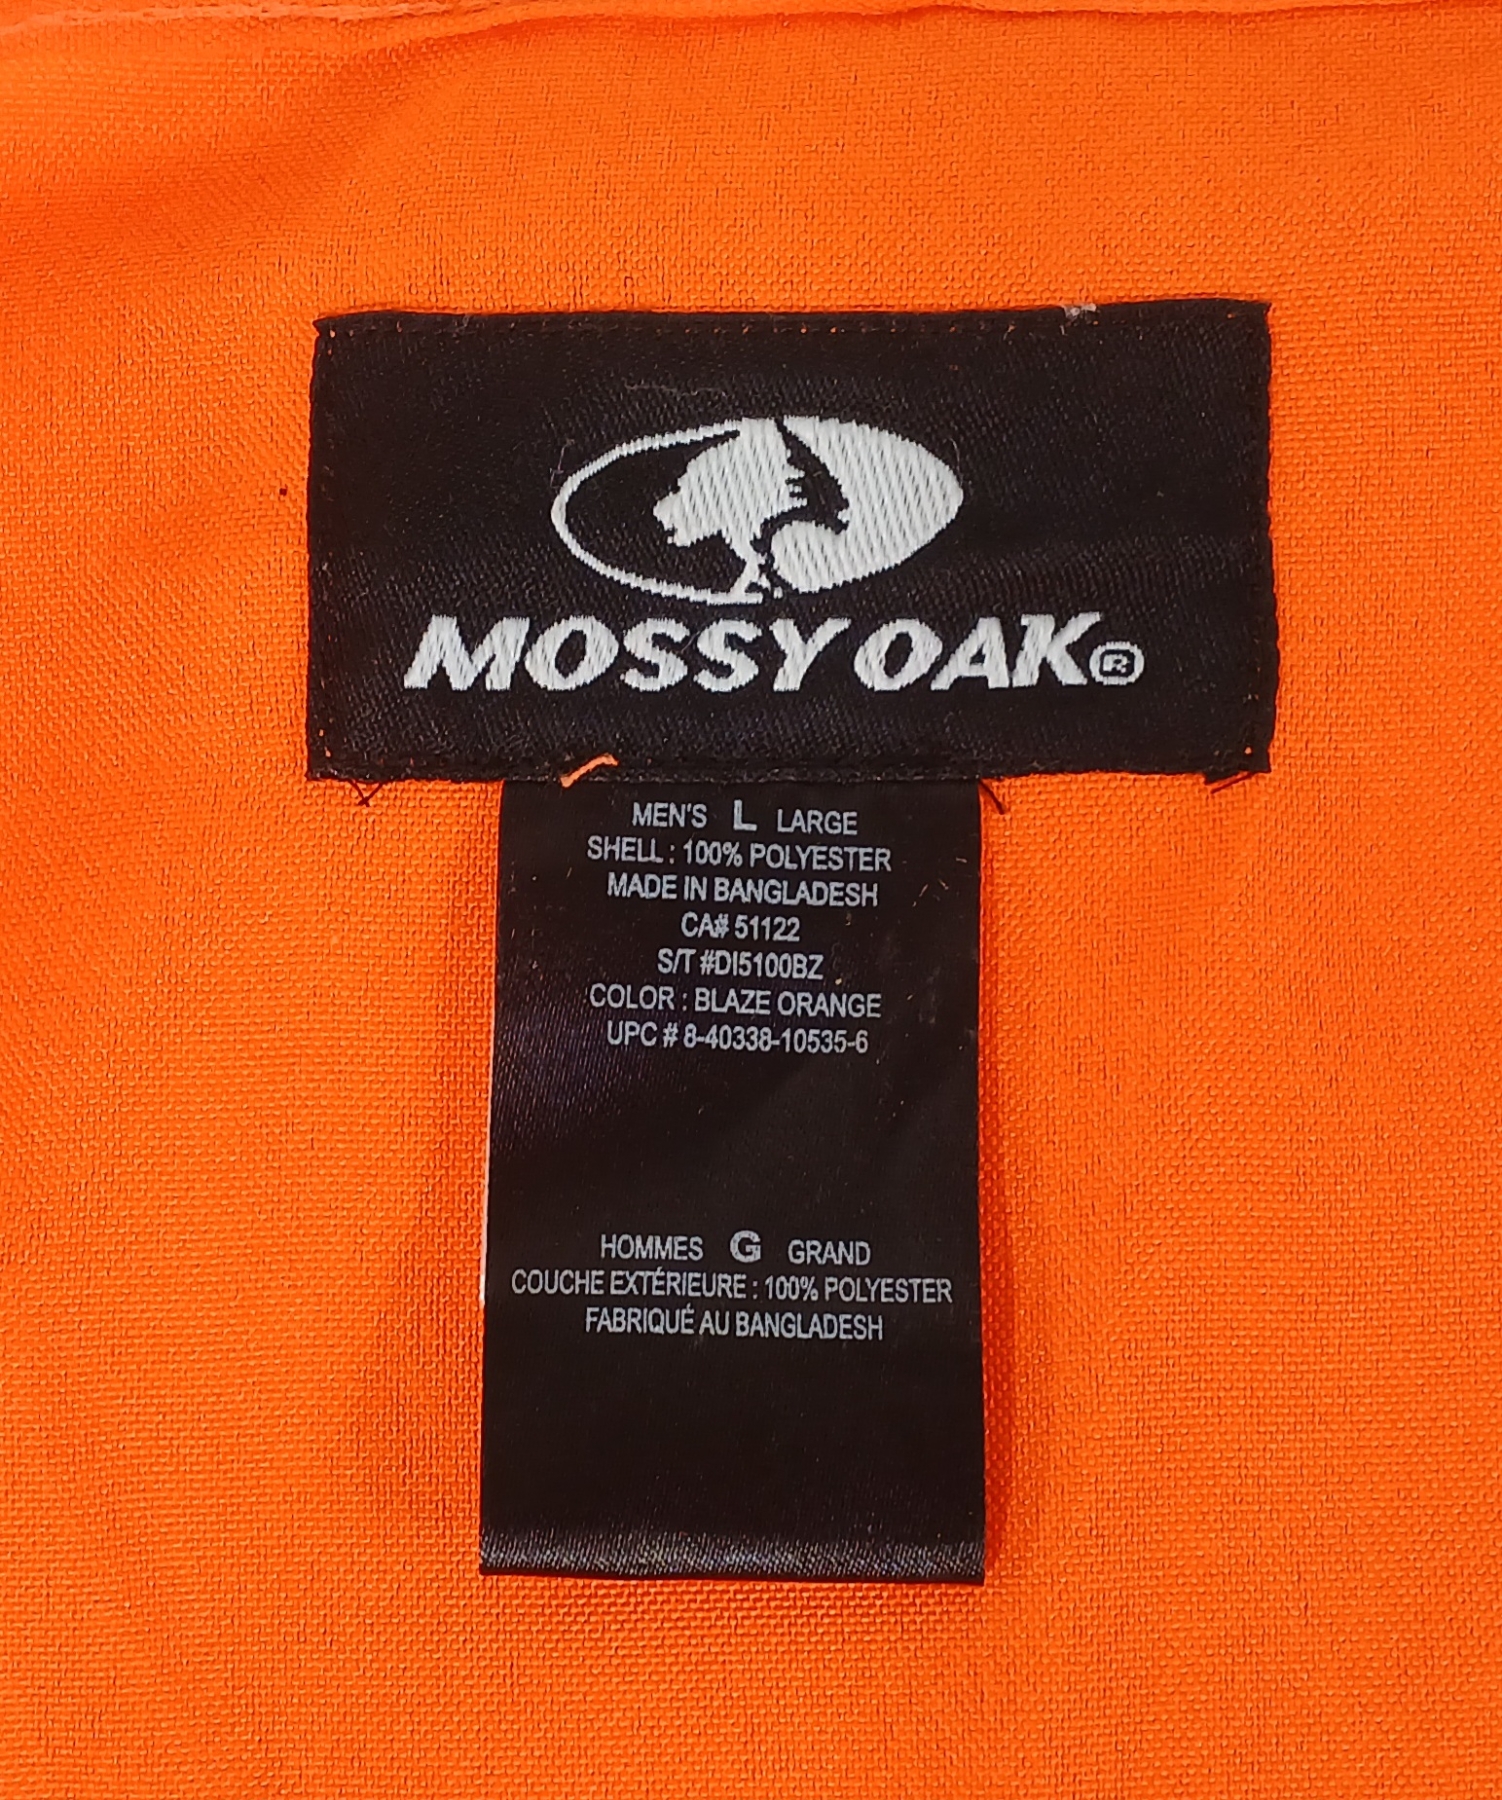 MOSSY OAK®
MEN'S L LARGE
SHELL : 100% POLYESTER
MADE IN BANGLADESH
CA# 51122
S/T #DI5100BZ
COLOR : BLAZE ORANGE
UPC # 8-40338-10535-6
HOMMES G GRAND
COUCHE EXTÉRIEURE : 100% POLYESTER
FABRIQUÉ AU BANGLADESH